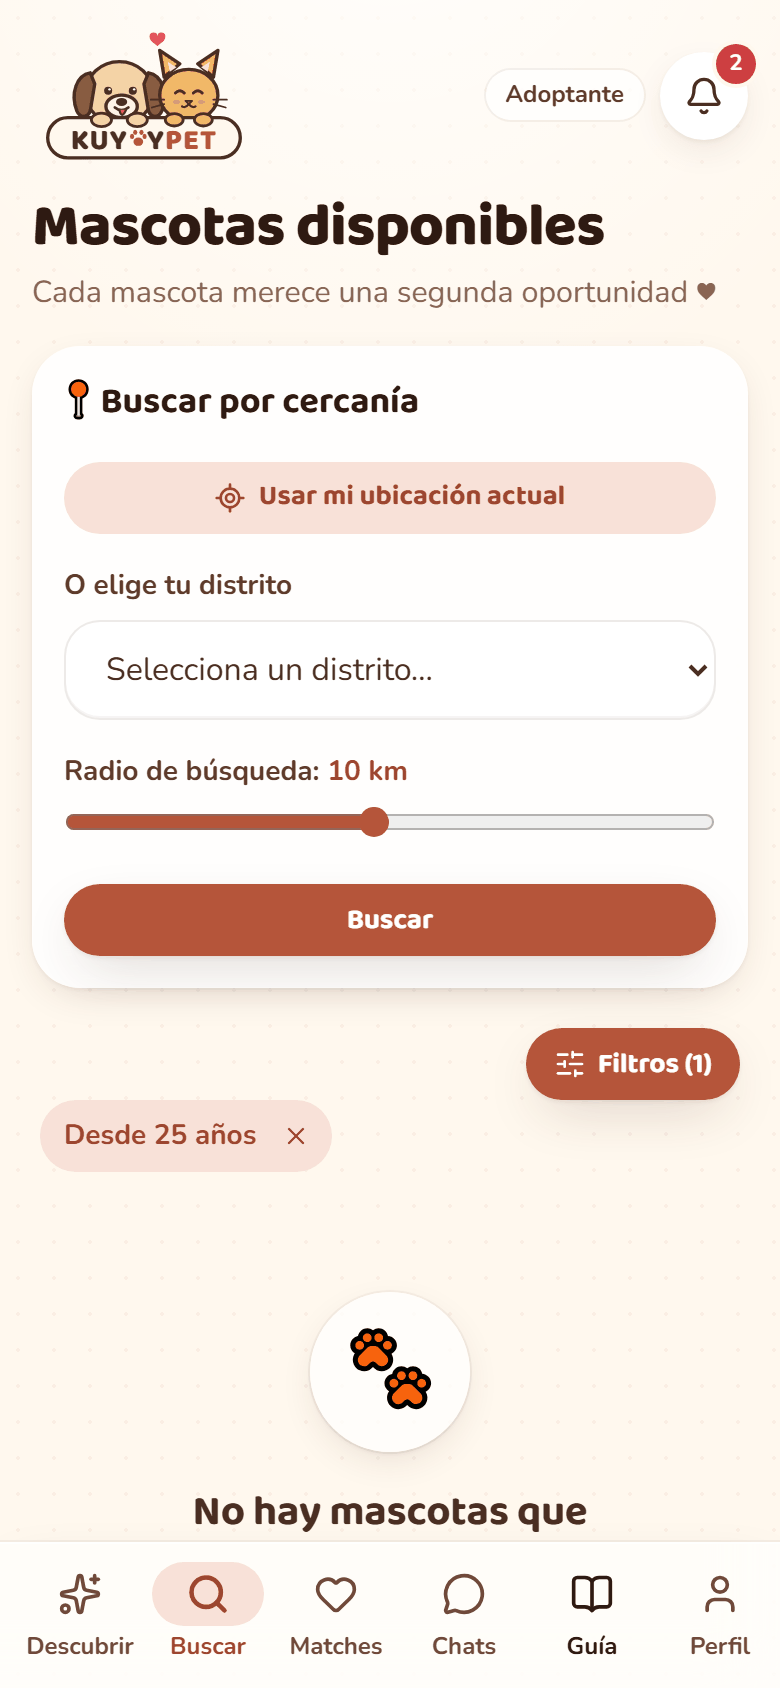 KUYYPET
Adoptante
2
Mascotas disponibles
Cada mascota merece una segunda oportunidad ♥
Buscar por cercanía
Usar mi ubicación actual
O elige tu distrito
Selecciona un distrito...
Radio de búsqueda: 10 km
Buscar
Filtros (1)
Desde 25 años
No hay mascotas que
Descubrir
Buscar
Matches
Chats
Guía
Perfil